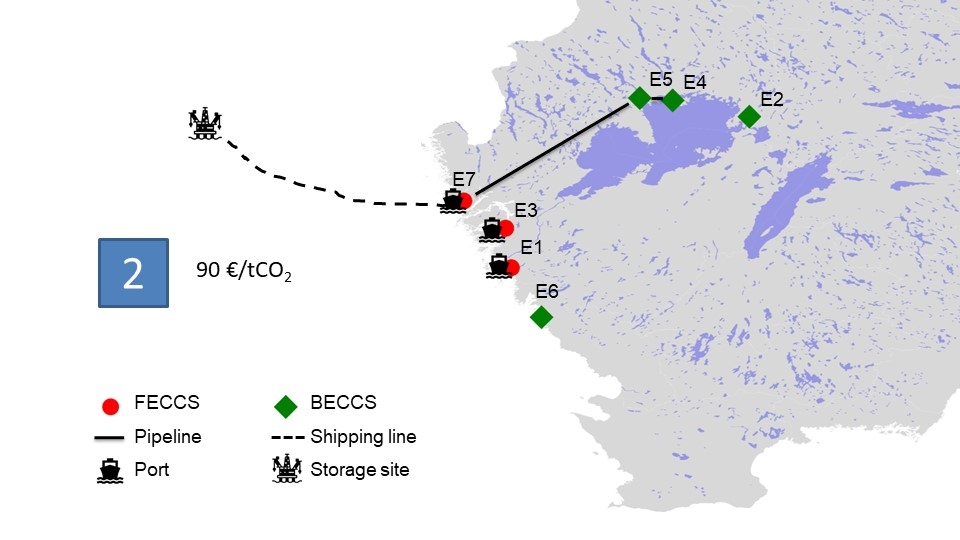 E5 E4
E2
E7
E3
E1
2 90 €/tCO₂
E6
FECCS BECCS
Pipeline Shipping line
Port Storage site